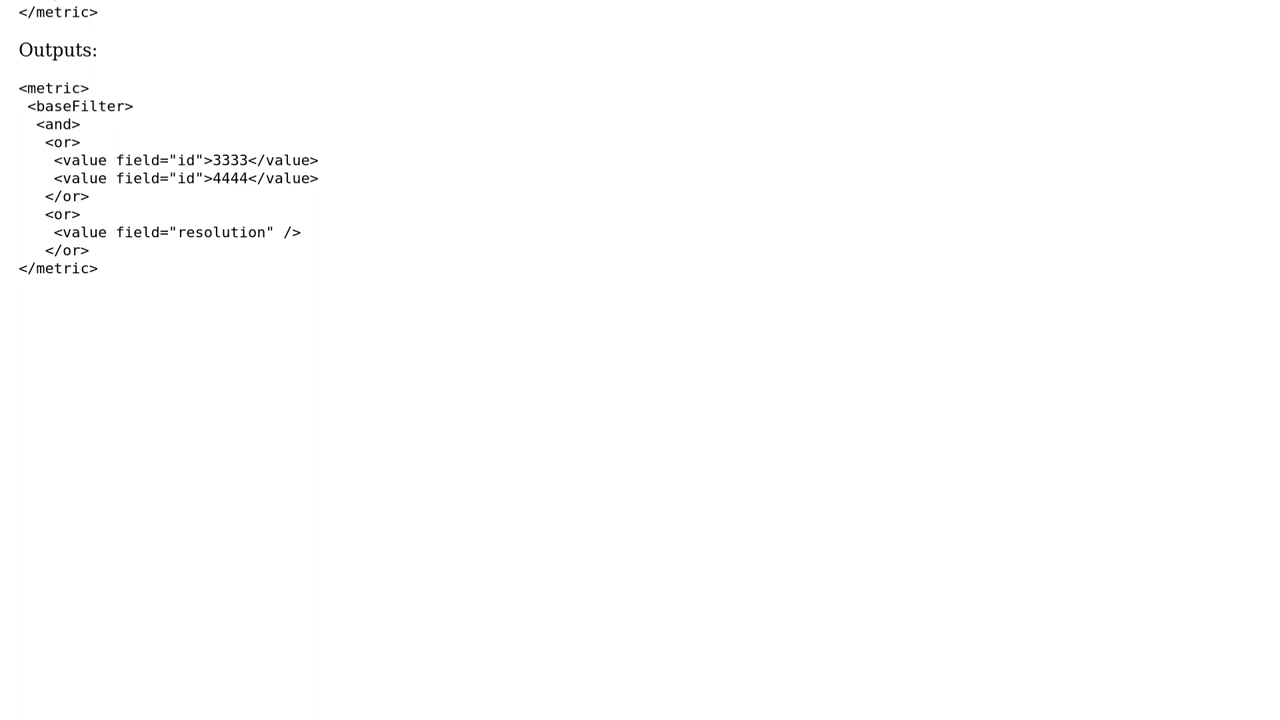 </metric>
Outputs:
<metric>
 <baseFilter>
  <and>
   <or>
    <value field="id">3333</value>
    <value field="id">4444</value>
   </or>
   <or>
    <value field="resolution" />
   </or>
</metric>